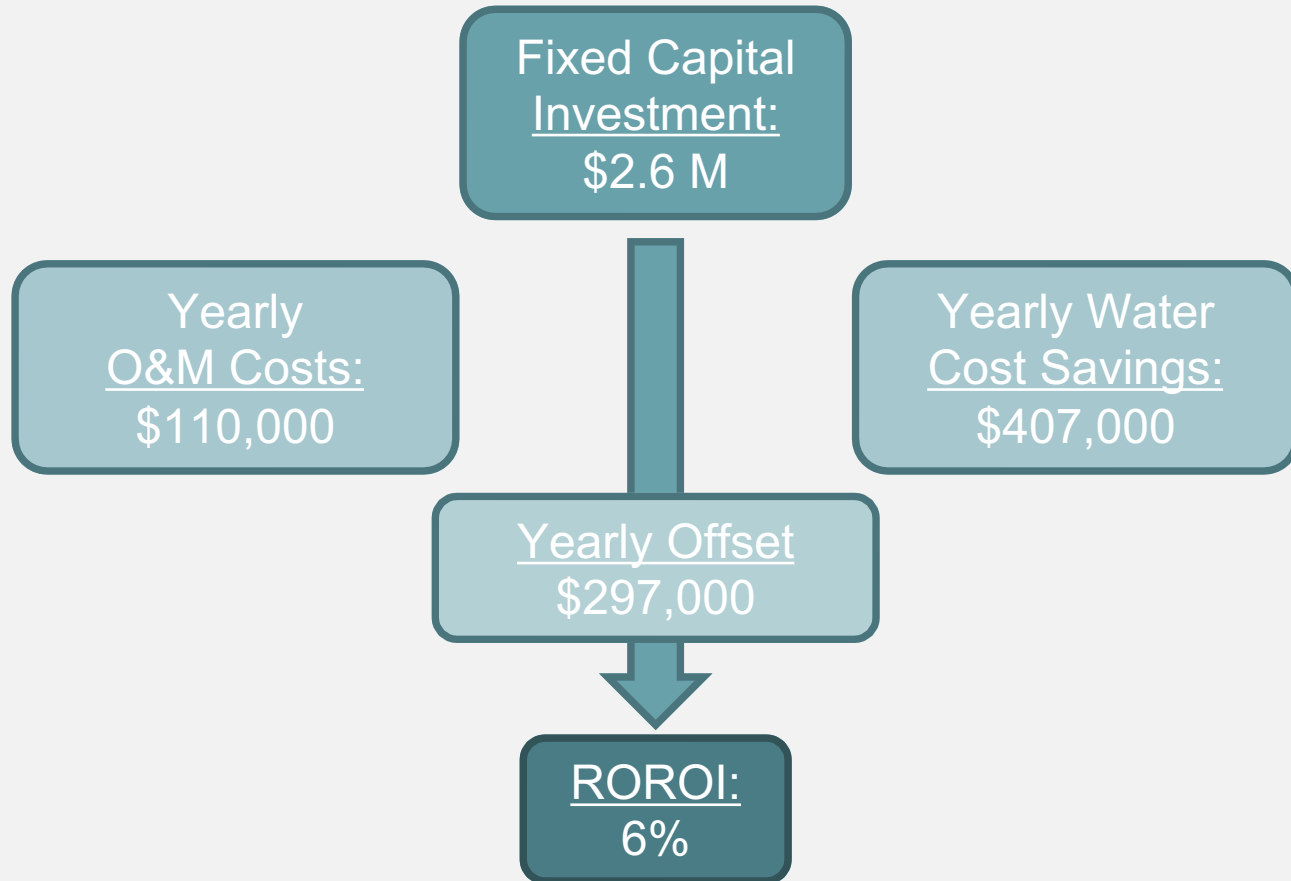 Fixed Capital
Investment:
$2.6 M
Yearly
O&M Costs:
$110,000
Yearly Water
Cost Savings:
$407,000
Yearly Offset
$297,000
ROROI:
6%